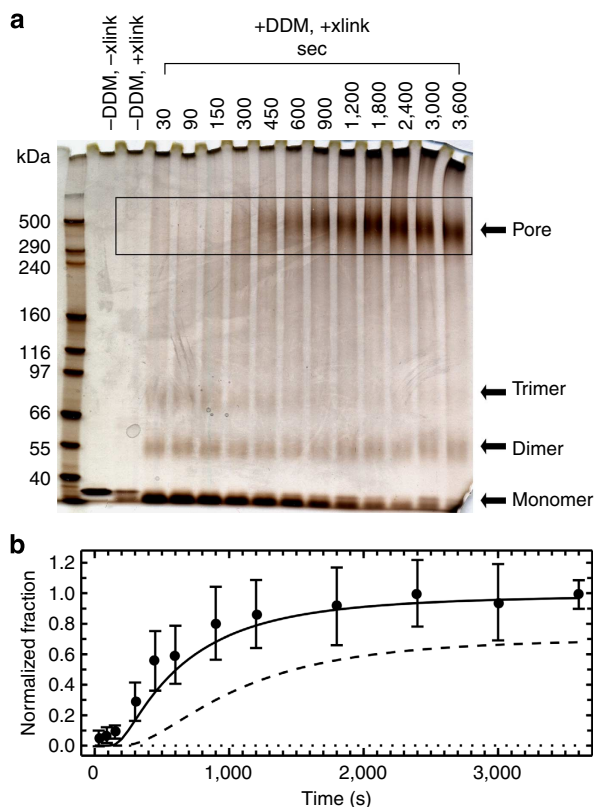 a
−DDM, −xlink
−DDM, +xlink
+DDM, +xlink
sec
30
90
150
300
450
600
900
1,200
1,800
2,400
3,000
3,600
kDa
500
290
240
160
116
97
66
55
40
Pore
Trimer
Dimer
Monomer
b
Normalized fraction
1.2
1.0
0.8
0.6
0.4
0.2
0.0
0 1,000 2,000 3,000
Time (s)